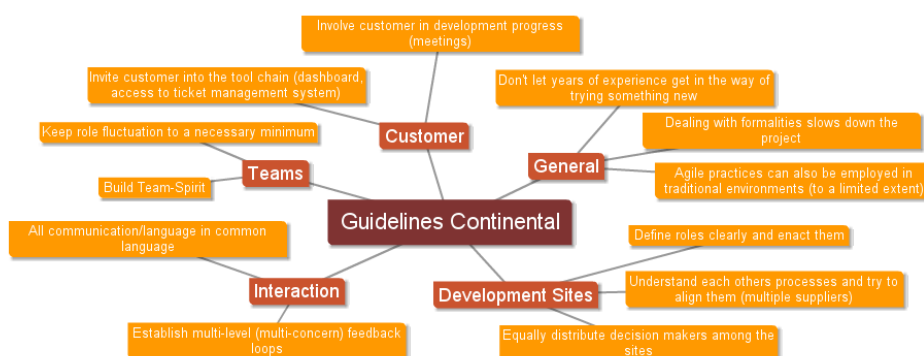 Involve customer in development progress
(meetings)
Invite customer into the tool chain (dashboard,
access to ticket management system)
Customer
Don't let years of experience get in the way of
trying something new
Dealing with formalities slows down the
project
Agile practices can also be employed in
traditional environments (to a limited extent)
General
Keep role fluctuation to a necessary minimum
Build Team-Spirit
Teams
Guidelines Continental
All communication/language in common
language
Interaction
Establish multi-level (multi-concern) feedback
loops
Define roles clearly and enact them
Understand each others processes and try to
align them (multiple suppliers)
Development Sites
Equally distribute decision makers among the
sites